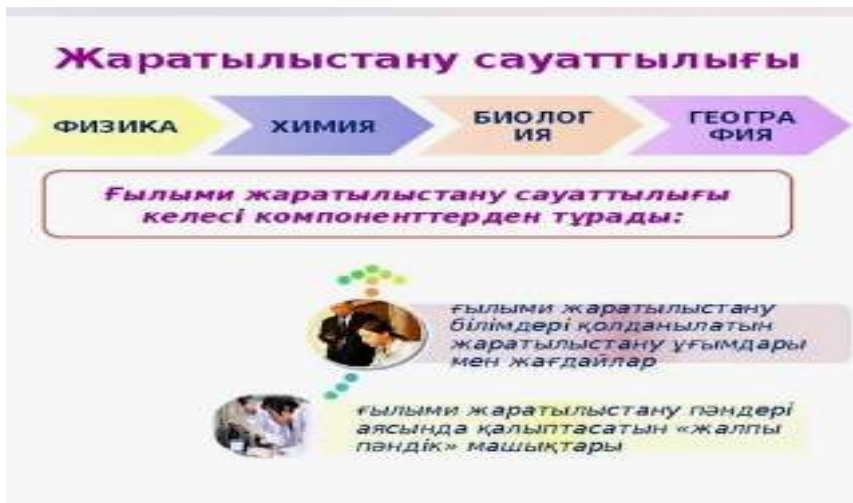 Жаратылыстану сауаттылығы
ФИЗИКА
ХИМИЯ
БИОЛОГ
ИЯ
ГЕОГРА
ФИЯ
Ғылыми жаратылыстану сауаттылығы
келесі компоненттерден тұрады:
ғылыми жаратылыстану
білімдері қолданылатын
жаратылыстану ұғымдары
мен жағдайлар
ғылыми жаратылыстану пәндері
аясында қалыптасатын «жалпы
пәндік» машықтары